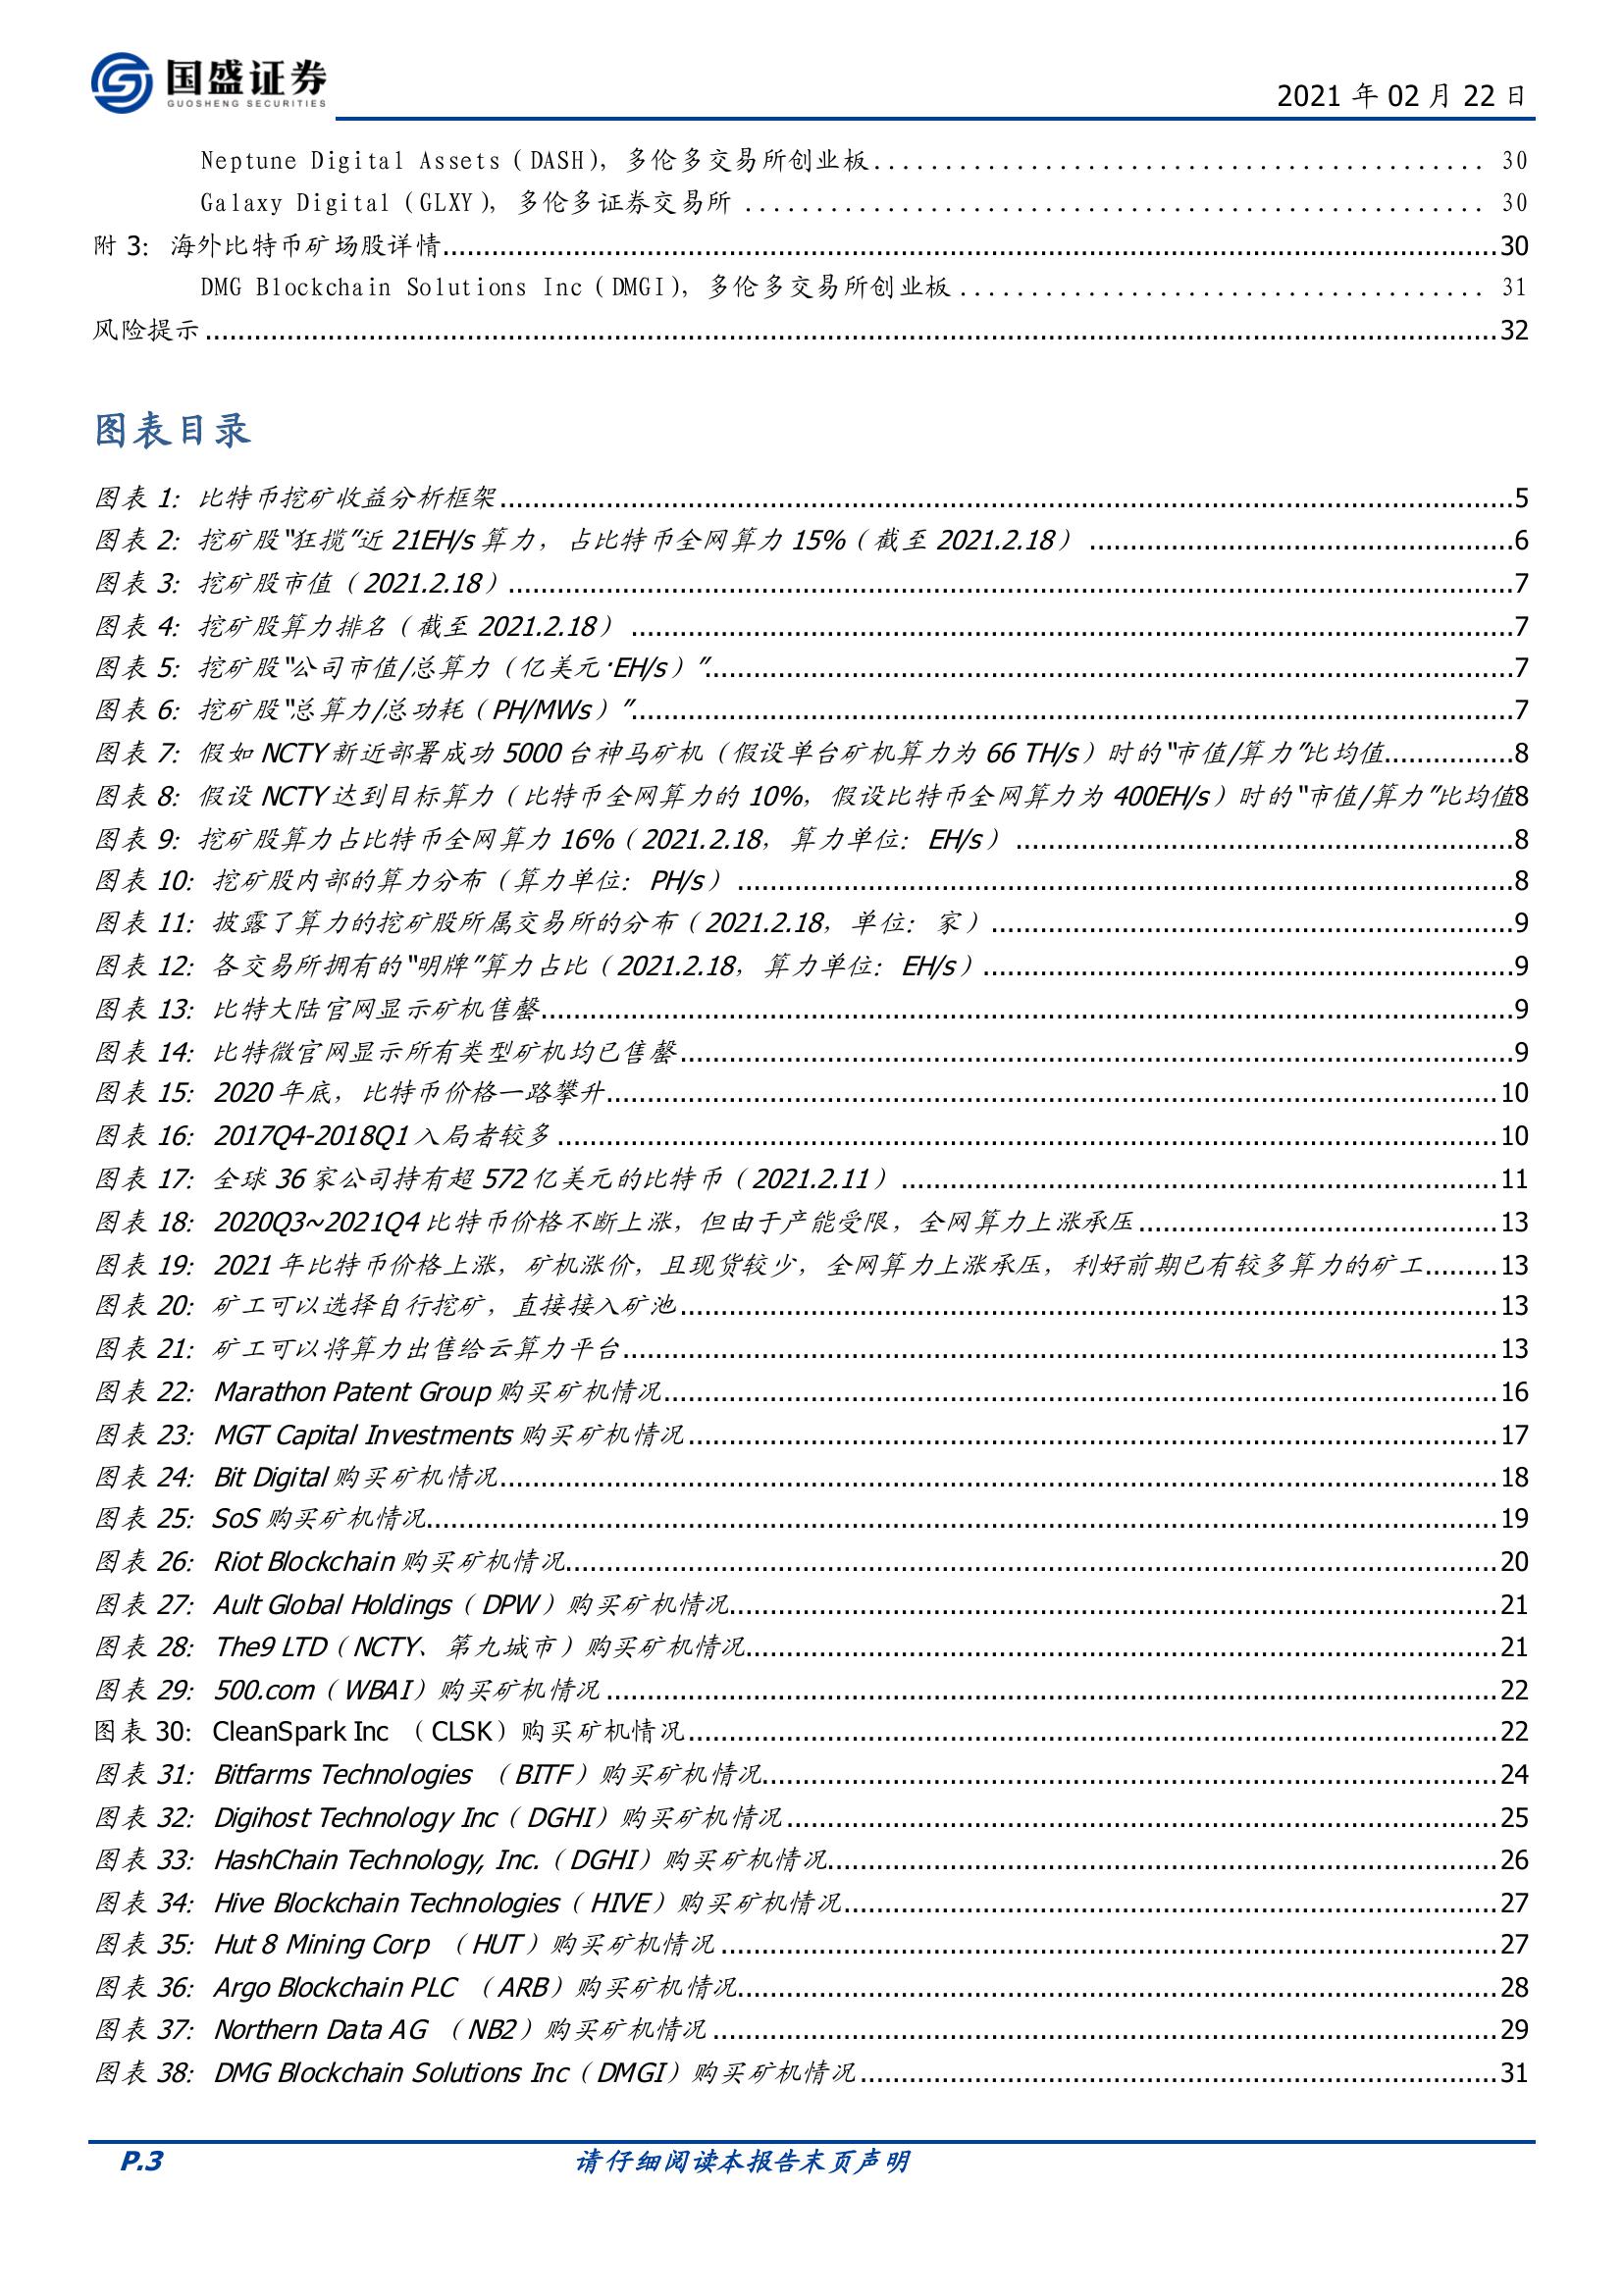 国盛证券
GUOSHENG SECURITIES
2021 年 02 月 22 日
Neptune Digital Assets（DASH），多伦多交易所创业板 ........ 30
Galaxy Digital（GLXY），多伦多证券交易所 ........ 30
附 3：海外比特币矿场股详情 ........ 30
DMG Blockchain Solutions Inc（DMGI），多伦多交易所创业板 ........ 31
风险提示 ........ 32
图表目录
图表 1：比特币挖矿收益分析框架 ........ 5
图表 2：挖矿股“狂揽”近 21EH/s 算力，占比特币全网算力 15%（截至 2021.2.18） ........ 6
图表 3：挖矿股市值（2021.2.18） ........ 7
图表 4：挖矿股算力排名（截至 2021.2.18） ........ 7
图表 5：挖矿股“公司市值/总算力（亿美元·EH/s）” ........ 7
图表 6：挖矿股“总算力/总功耗（PH/MWs）” ........ 7
图表 7：假如 NCTY 新近部署成功 5000 台神马矿机（假设单台矿机算力为 66 TH/s）时的“市值/算力”比均值 ........ 8
图表 8：假设 NCTY 达到目标算力（比特币全网算力的 10%，假设比特币全网算力为 400EH/s）时的“市值/算力”比均值8
图表 9：挖矿股算力占比特币全网算力 16%（2021.2.18，算力单位：EH/s） ........ 8
图表 10：挖矿股内部的算力分布（算力单位：PH/s） ........ 8
图表 11：披露了算力的挖矿股所属交易所的分布（2021.2.18，单位：家） ........ 9
图表 12：各交易所拥有的“明牌”算力占比（2021.2.18，算力单位：EH/s） ........ 9
图表 13：比特大陆官网显示矿机售罄 ........ 9
图表 14：比特微官网显示所有类型矿机均已售罄 ........ 9
图表 15：2020 年底，比特币价格一路攀升 ........ 10
图表 16：2017Q4-2018Q1 入局者较多 ........ 10
图表 17：全球 36 家公司持有超 572 亿美元的比特币（2021.2.11） ........ 11
图表 18：2020Q3~2021Q4 比特币价格不断上涨，但由于产能受限，全网算力上涨承压 ........ 13
图表 19：2021 年比特币价格上涨，矿机涨价，且现货较少，全网算力上涨承压，利好前期已有较多算力的矿工 ........ 13
图表 20：矿工可以选择自行挖矿，直接接入矿池 ........ 13
图表 21：矿工可以将算力出售给云算力平台 ........ 13
图表 22：Marathon Patent Group 购买矿机情况 ........ 16
图表 23：MGT Capital Investments 购买矿机情况 ........ 17
图表 24：Bit Digital 购买矿机情况 ........ 18
图表 25：SoS 购买矿机情况 ........ 19
图表 26：Riot Blockchain 购买矿机情况 ........ 20
图表 27：Ault Global Holdings（DPW）购买矿机情况 ........ 21
图表 28：The9 LTD（NCTY、第九城市）购买矿机情况 ........ 21
图表 29：500.com（WBAI）购买矿机情况 ........ 22
图表 30：CleanSpark Inc （CLSK）购买矿机情况 ........ 22
图表 31：Bitfarms Technologies （BITF）购买矿机情况 ........ 24
图表 32：Digihost Technology Inc（DGHI）购买矿机情况 ........ 25
图表 33：HashChain Technology, Inc.（DGHI）购买矿机情况 ........ 26
图表 34：Hive Blockchain Technologies（HIVE）购买矿机情况 ........ 27
图表 35：Hut 8 Mining Corp （HUT）购买矿机情况 ........ 27
图表 36：Argo Blockchain PLC （ARB）购买矿机情况 ........ 28
图表 37：Northern Data AG （NB2）购买矿机情况 ........ 29
图表 38：DMG Blockchain Solutions Inc（DMGI）购买矿机情况 ........ 31
P.3
请仔细阅读本报告末页声明